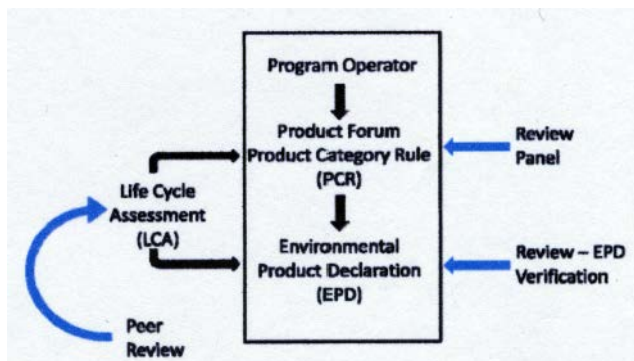 Program Operator
Product Forum
Product Category Rule
(PCR)
Review
Panel
Life Cycle
Assessment
(LCA)
Environmental
Product Declaration
(EPD)
Review – EPD
Verification
Peer
Review